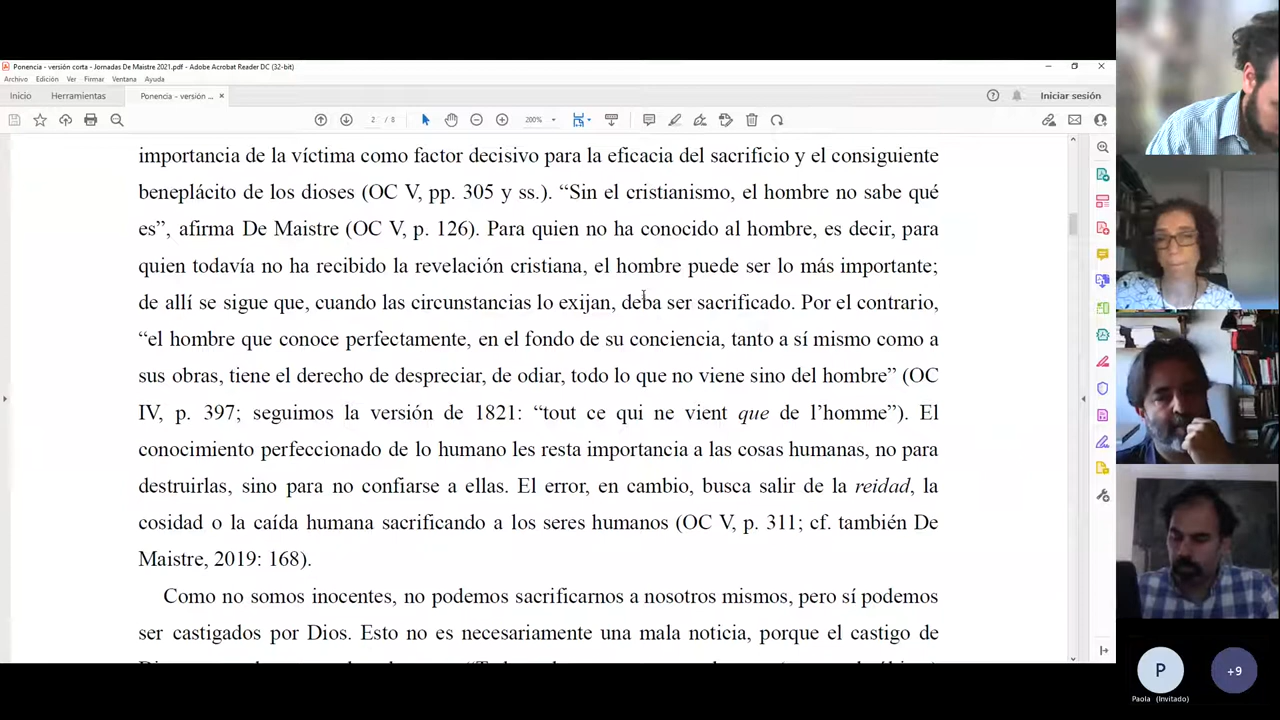 Ponencia - versión corta - Jornadas De Maistre 2021.pdf - Adobe Acrobat Reader DC (32-bit)
Archivo Edición Ver Firmar Ventana Ayuda
Inicio Herramientas Ponencia - versión ... × Iniciar sesión
2 / 8 200%
importancia de la víctima como factor decisivo para la eficacia del sacrificio y el consiguiente
beneplácito de los dioses (OC V, pp. 305 y ss.). “Sin el cristianismo, el hombre no sabe qué
es”, afirma De Maistre (OC V, p. 126). Para quien no ha conocido al hombre, es decir, para
quien todavía no ha recibido la revelación cristiana, el hombre puede ser lo más importante;
de allí se sigue que, cuando las circunstancias lo exijan, deba ser sacrificado. Por el contrario,
“el hombre que conoce perfectamente, en el fondo de su conciencia, tanto a sí mismo como a
sus obras, tiene el derecho de despreciar, de odiar, todo lo que no viene sino del hombre” (OC
IV, p. 397; seguimos la versión de 1821: “tout ce qui ne vient que de l’homme”). El
conocimiento perfeccionado de lo humano les resta importancia a las cosas humanas, no para
destruirlas, sino para no confiarse a ellas. El error, en cambio, busca salir de la reidad, la
cosidad o la caída humana sacrificando a los seres humanos (OC V, p. 311; cf. también De
Maistre, 2019: 168).
Como no somos inocentes, no podemos sacrificarnos a nosotros mismos, pero sí podemos
ser castigados por Dios. Esto no es necesariamente una mala noticia, porque el castigo de
P
+9
Paola (Invitado)